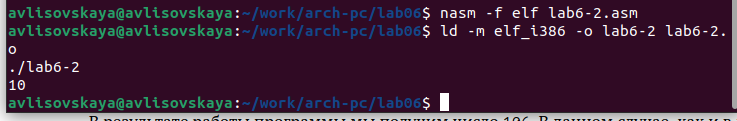 avlisovskaya@avlisovskaya:~/work/arch-pc/lab06$ nasm -f elf lab6-2.asm
avlisovskaya@avlisovskaya:~/work/arch-pc/lab06$ ld -m elf_i386 -o lab6-2 lab6-2.
o
./lab6-2
10
avlisovskaya@avlisovskaya:~/work/arch-pc/lab06$
В результате работы программы мы получим число 106. В данном случае, как и в